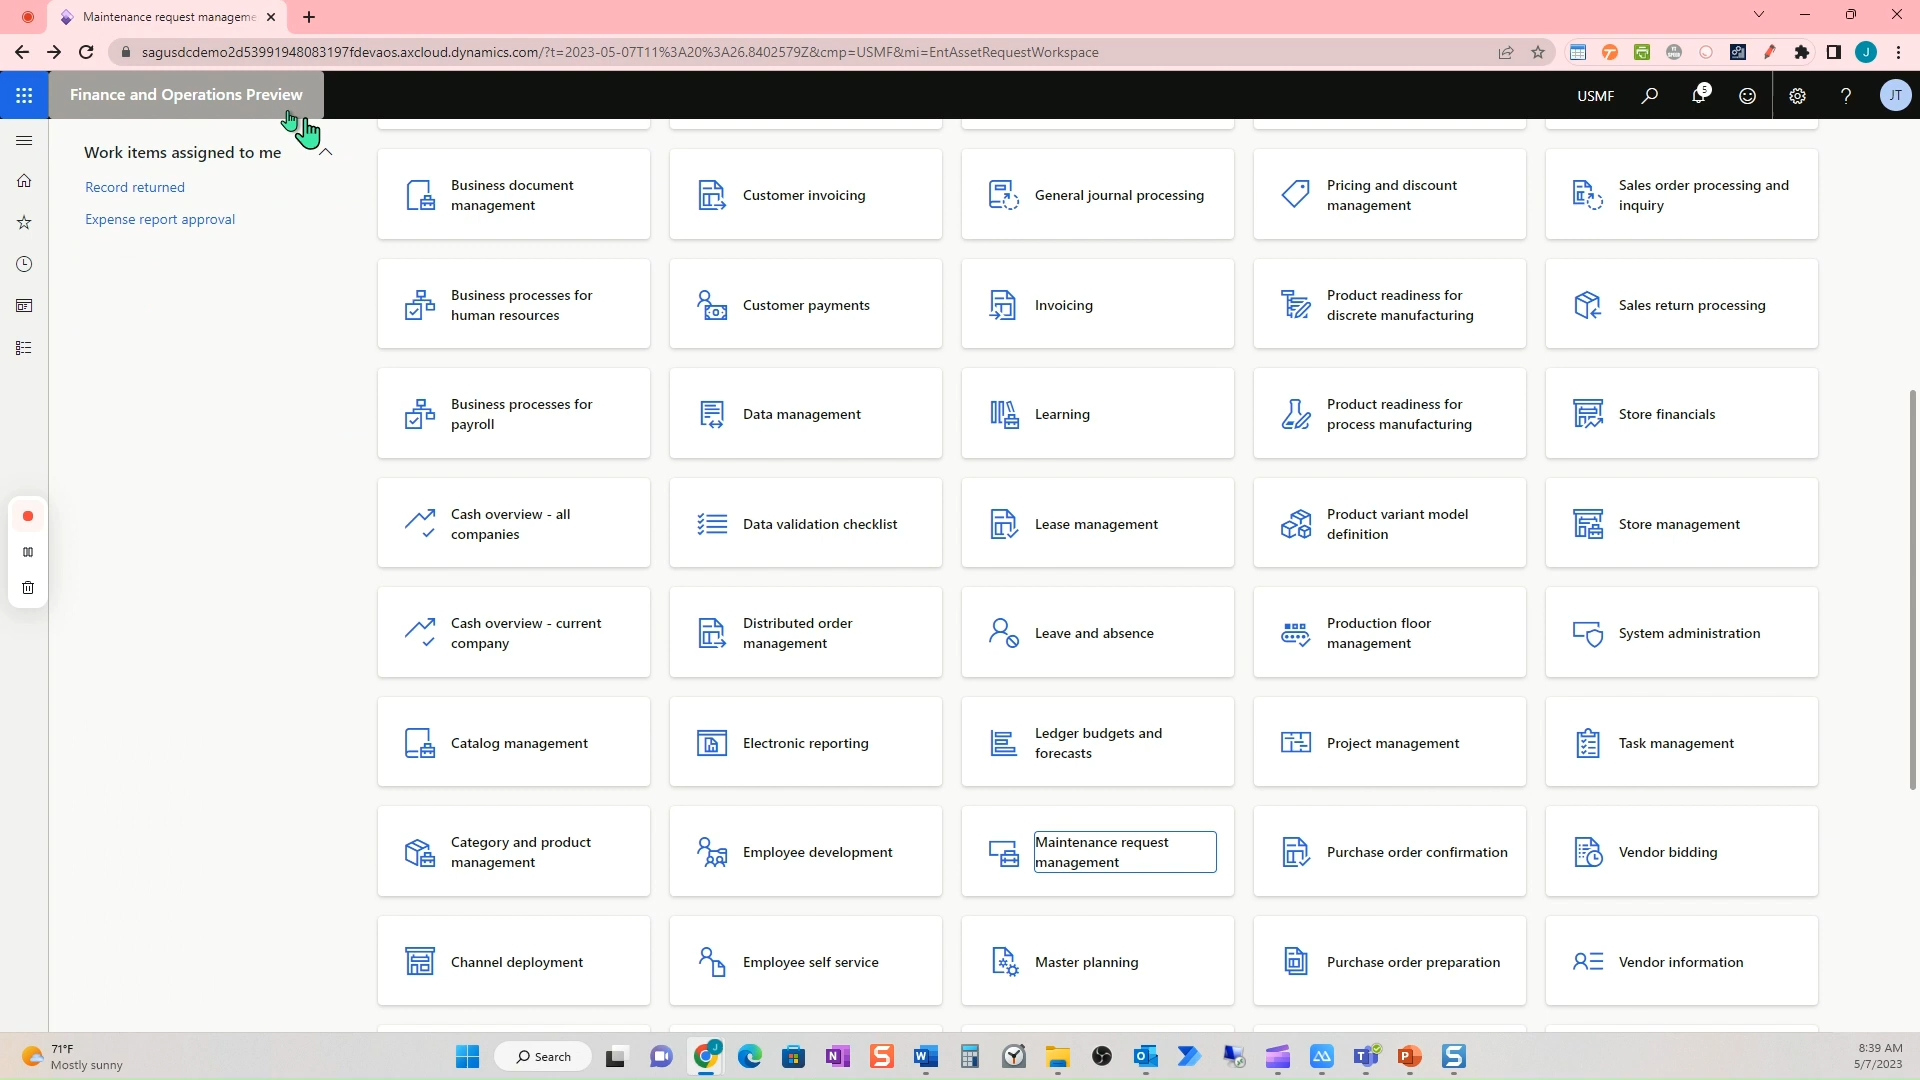 Maintenance request manageme
sagusdcdemo2d53991948083197fdevaos.axcloud.dynamics.com/?t=2023-05-07T11%3A20%3A26.8402579Z&cmp=USMF&mi=EntAssetRequestWorkspace
J
Finance and Operations Preview
USMF
5
?
JT
Work items assigned to me
Record returned
Expense report approval
Business document
management
Customer invoicing
General journal processing
Pricing and discount
management
Sales order processing and
inquiry
Business processes for
human resources
Customer payments
Invoicing
Product readiness for
discrete manufacturing
Sales return processing
Business processes for
payroll
Data management
Learning
Product readiness for
process manufacturing
Store financials
Cash overview - all
companies
Data validation checklist
Lease management
Product variant model
definition
Store management
Cash overview - current
company
Distributed order
management
Leave and absence
Production floor
management
System administration
Catalog management
Electronic reporting
Ledger budgets and
forecasts
Project management
Task management
Category and product
management
Employee development
Maintenance request
management
Purchase order confirmation
Vendor bidding
Channel deployment
Employee self service
Master planning
Purchase order preparation
Vendor information
71°F
Mostly sunny
Search
8:39 AM
5/7/2023